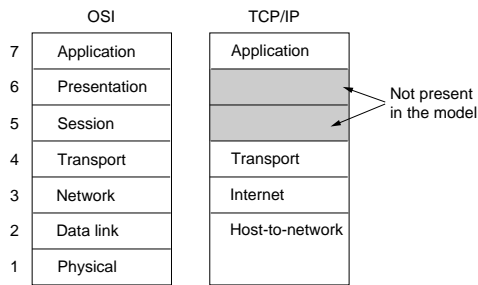 OSI TCP/IP
7 Application Application
6 Presentation
5 Session
Not present
in the model
4 Transport Transport
3 Network Internet
2 Data link Host-to-network
1 Physical